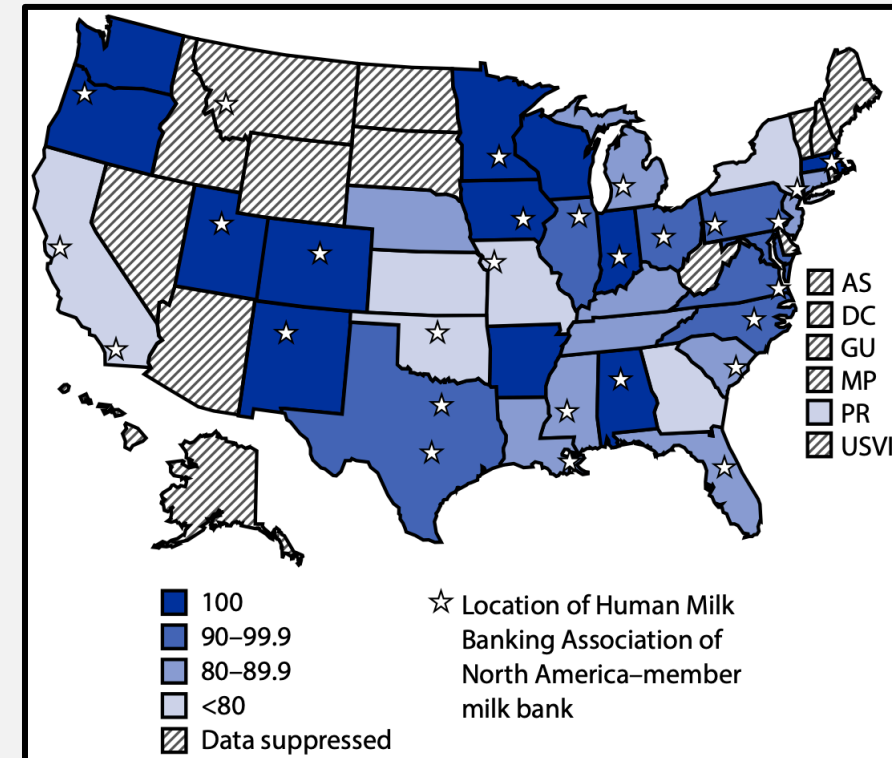 AS
DC
GU
MP
PR
USVI
100
90–99.9
80–89.9
<80
Data suppressed
Location of Human Milk
Banking Association of
North America–member
milk bank